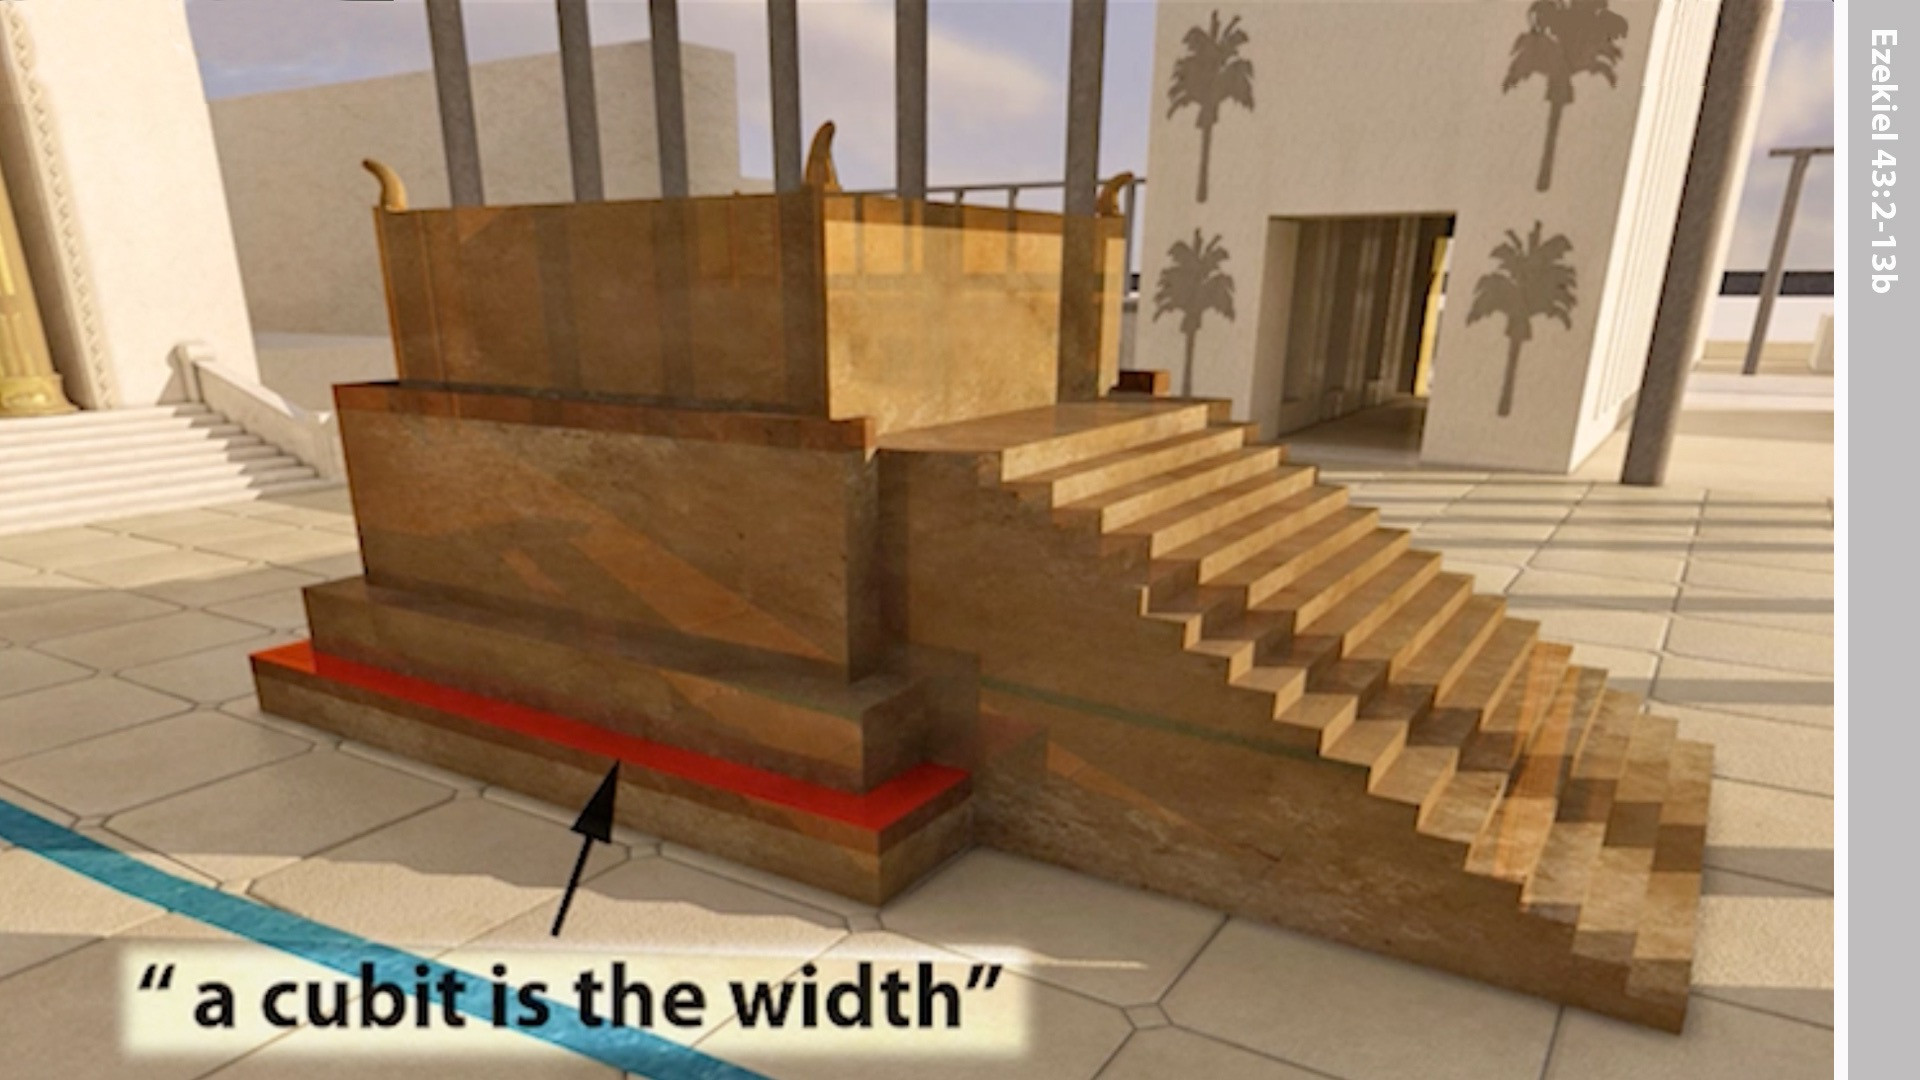 “ a cubit is the width”
Ezekiel 43:2-13b